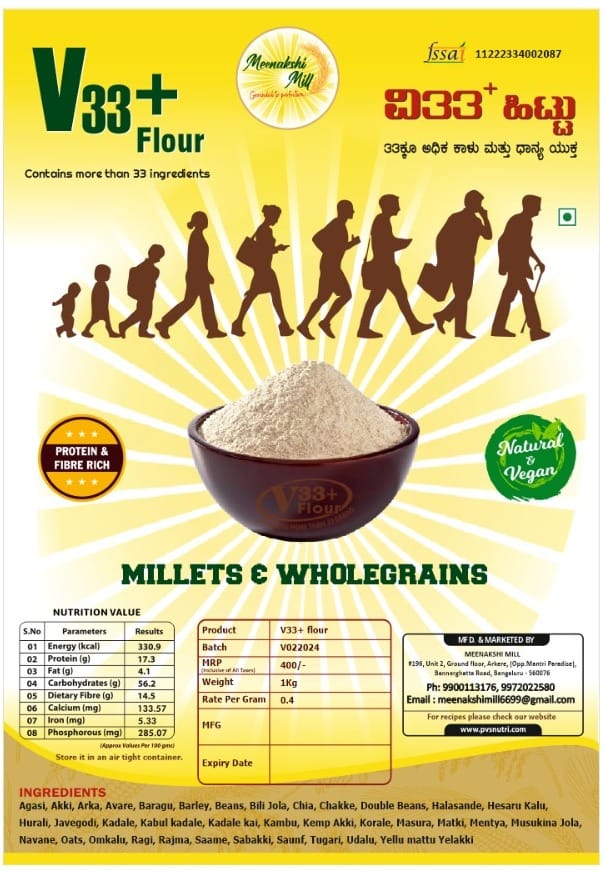 V33+
Flour
Contains more than 33 ingredients
Meenakshi
Mill
Grounded to perfection
fssai 11222334002087
ವಿ33+ ಹಿಟ್ಟು
33ಕ್ಕೂ ಅಧಿಕ ಕಾಳು ಮತ್ತು ಧಾನ್ಯ ಯುಕ್ತ
PROTEIN &
FIBRE RICH
V33+
Flour
Natural
&
Vegan
MILLETS & WHOLEGRAINS
NUTRITION VALUE
S.No Parameters Results
01 Energy (kcal) 330.9
02 Protein (g) 17.3
03 Fat (g) 4.1
04 Carbohydrates (g) 56.2
05 Dietary Fibre (g) 14.5
06 Calcium (mg) 133.57
07 Iron (mg) 5.33
08 Phosphorous (mg) 285.07
(Approx Values Per 100 gms)
Store it in an air tight container.
Product V33+ flour
Batch V022024
MRP 400/-
(Inclusive of All Taxes)
Weight 1Kg
Rate Per Gram 0.4
MFG
Expiry Date
MFD. & MARKETED BY
MEENAKSHI MILL
#196, Unit 2, Ground floor, Arkere, (Opp.Mantri Paradise),
Bannerghatta Road, Bengaluru - 560076
Ph: 9900113176, 9972022580
Email : meenakshimill6699@gmail.com
For recipes please check our website
www.pvsnutri.com
INGREDIENTS
Agasi, Akki, Arka, Avare, Baragu, Barley, Beans, Bili Jola, Chia, Chakke, Double Beans, Halasande, Hesaru Kalu,
Hurali, Javegodi, Kadale, Kabul kadale, Kadale kai, Kambu, Kemp Akki, Korale, Masura, Matki, Mentya, Musukina Jola,
Navane, Oats, Omkalu, Ragi, Rajma, Saame, Sabakki, Saunf, Tugari, Udalu, Yellu mattu Yelakki